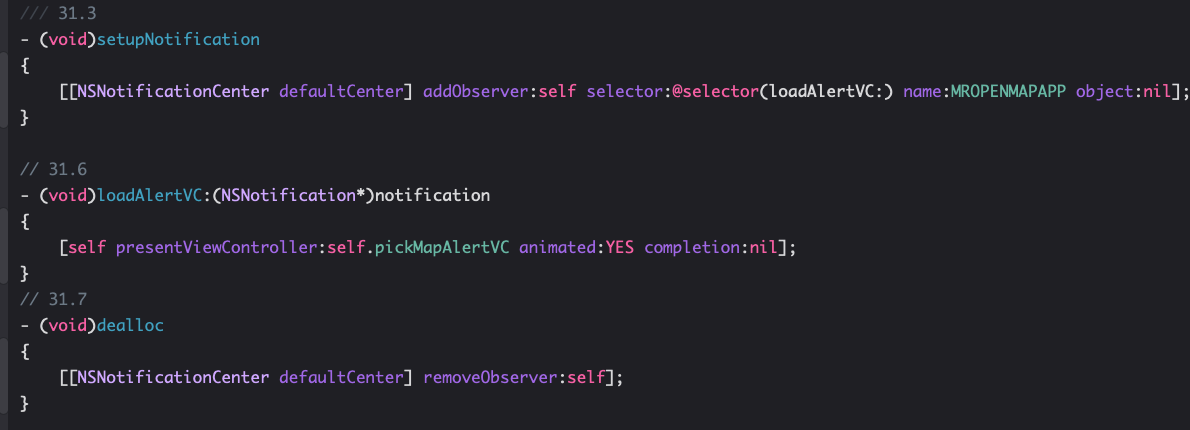 /// 31.3
- (void)setupNotification
{
    [[NSNotificationCenter defaultCenter] addObserver:self selector:@selector(loadAlertVC:) name:MROPENMAPAPP object:nil];
}

// 31.6
- (void)loadAlertVC:(NSNotification*)notification
{
    [self presentViewController:self.pickMapAlertVC animated:YES completion:nil];
}
// 31.7
- (void)dealloc
{
    [[NSNotificationCenter defaultCenter] removeObserver:self];
}